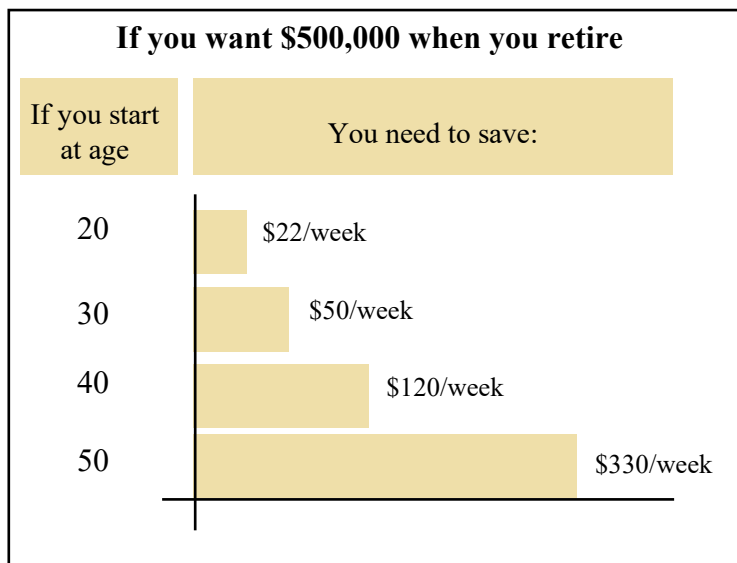 If you want $500,000 when you retire
If you start
at age
You need to save:
20
$22/week
30
$50/week
40
$120/week
50
$330/week